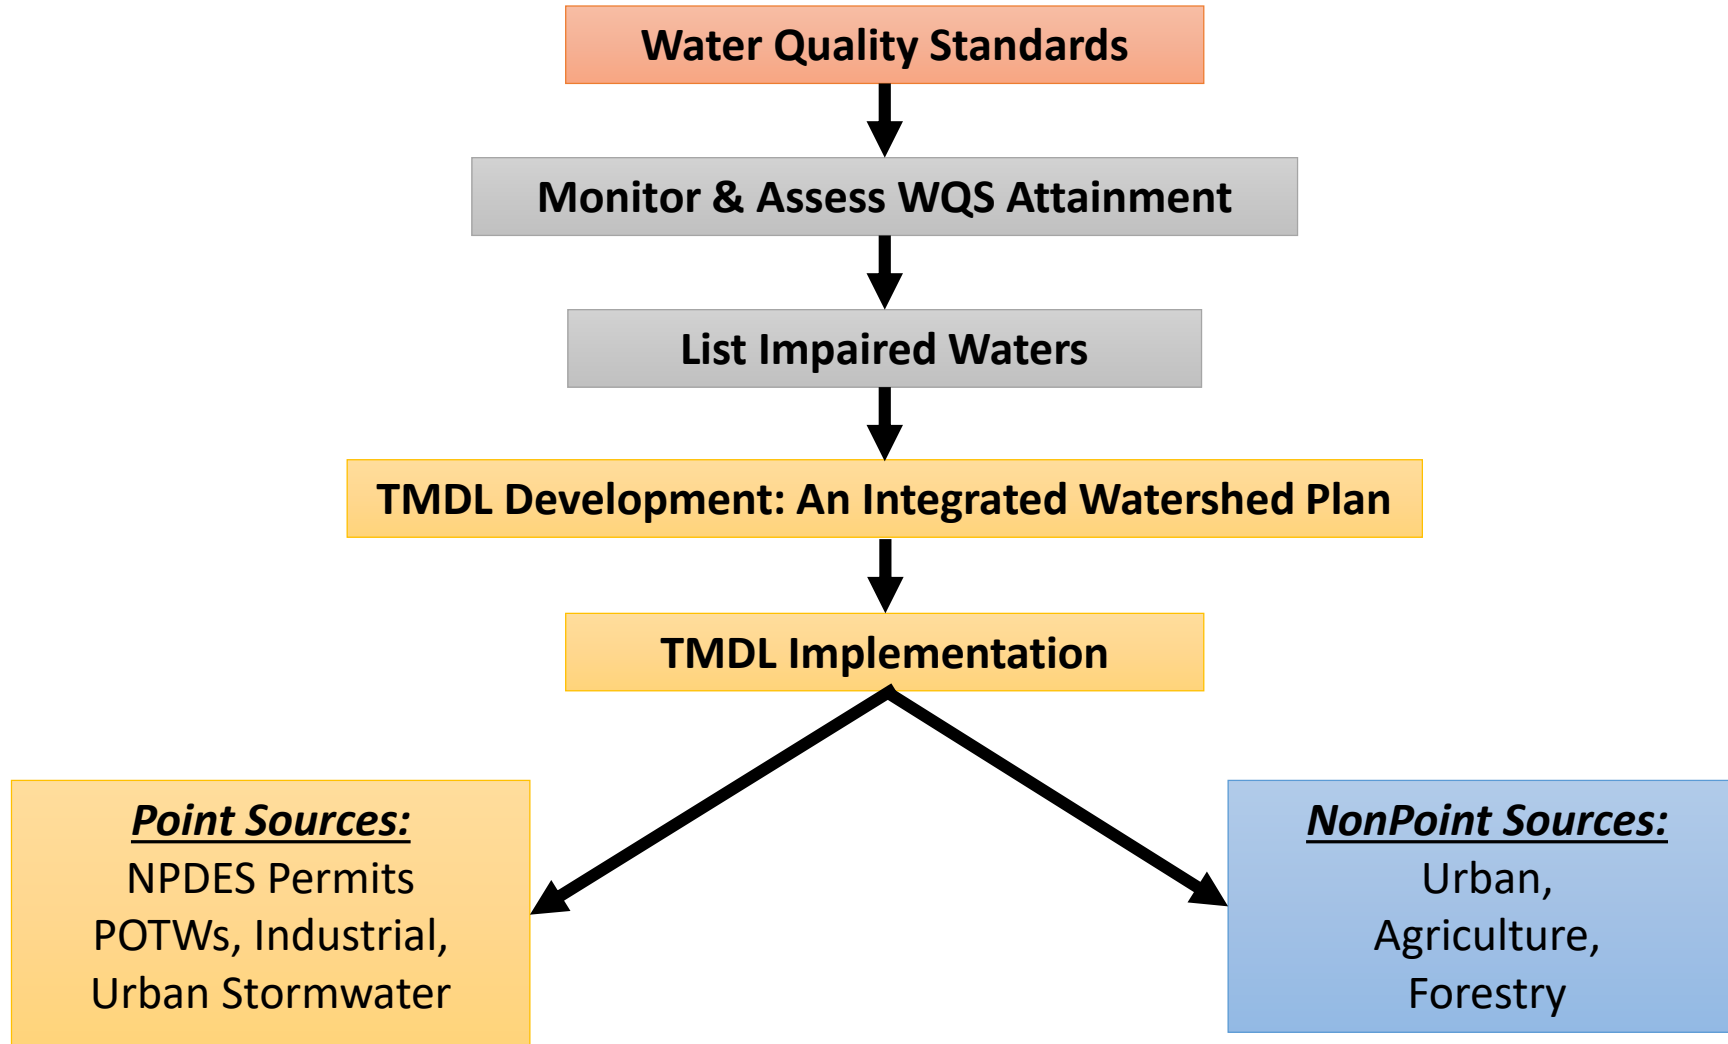 Water Quality Standards
Monitor & Assess WQS Attainment
List Impaired Waters
TMDL Development: An Integrated Watershed Plan
TMDL Implementation
Point Sources:
NPDES Permits
POTWs, Industrial,
Urban Stormwater
NonPoint Sources:
Urban,
Agriculture,
Forestry